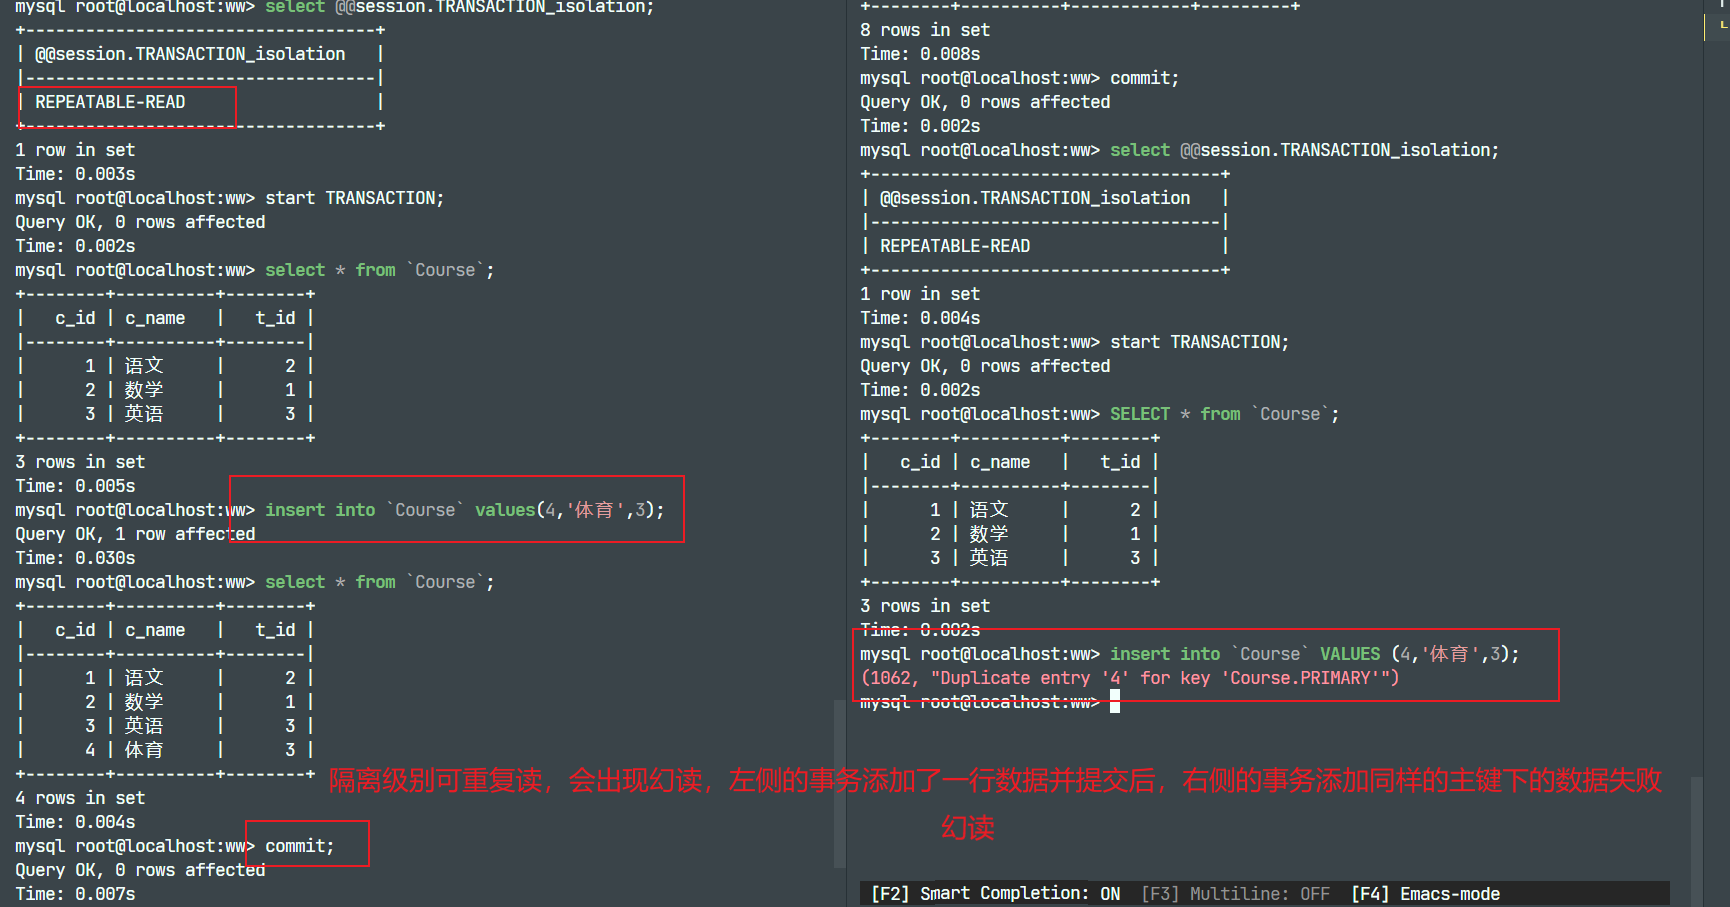 mysql root@localhost:ww> select @@session.TRANSACTION_isolation;
+-----------------------------------+
| @@session.TRANSACTION_isolation   |
|-----------------------------------|
| REPEATABLE-READ                   |
+-----------------------------------+
1 row in set
Time: 0.003s
mysql root@localhost:ww> start TRANSACTION;
Query OK, 0 rows affected
Time: 0.002s
mysql root@localhost:ww> select * from `Course`;
+--------+----------+--------+
|   c_id | c_name   |   t_id |
|--------+----------+--------|
|      1 | 语文     |      2 |
|      2 | 数学     |      1 |
|      3 | 英语     |      3 |
+--------+----------+--------+
3 rows in set
Time: 0.005s
mysql root@localhost:ww> insert into `Course` values(4,'体育',3);
Query OK, 1 row affected
Time: 0.030s
mysql root@localhost:ww> select * from `Course`;
+--------+----------+--------+
|   c_id | c_name   |   t_id |
|--------+----------+--------|
|      1 | 语文     |      2 |
|      2 | 数学     |      1 |
|      3 | 英语     |      3 |
|      4 | 体育     |      3 |
+--------+----------+--------+
4 rows in set
Time: 0.004s
mysql root@localhost:ww> commit;
Query OK, 0 rows affected
Time: 0.007s
+--------+----------+------------+---------+
8 rows in set
Time: 0.008s
mysql root@localhost:ww> commit;
Query OK, 0 rows affected
Time: 0.002s
mysql root@localhost:ww> select @@session.TRANSACTION_isolation;
+-----------------------------------+
| @@session.TRANSACTION_isolation   |
|-----------------------------------|
| REPEATABLE-READ                   |
+-----------------------------------+
1 row in set
Time: 0.004s
mysql root@localhost:ww> start TRANSACTION;
Query OK, 0 rows affected
Time: 0.002s
mysql root@localhost:ww> SELECT * from `Course`;
+--------+----------+--------+
|   c_id | c_name   |   t_id |
|--------+----------+--------|
|      1 | 语文     |      2 |
|      2 | 数学     |      1 |
|      3 | 英语     |      3 |
+--------+----------+--------+
3 rows in set
Time: 0.002s
mysql root@localhost:ww> insert into `Course` VALUES (4,'体育',3);
(1062, "Duplicate entry '4' for key 'Course.PRIMARY'")
mysql root@localhost:ww>
隔离级别可重复读，会出现幻读，左侧的事务添加了一行数据并提交后，右侧的事务添加同样的主键下的数据失败
幻读
[F2] Smart Completion: ON  [F3] Multiline: OFF  [F4] Emacs-mode